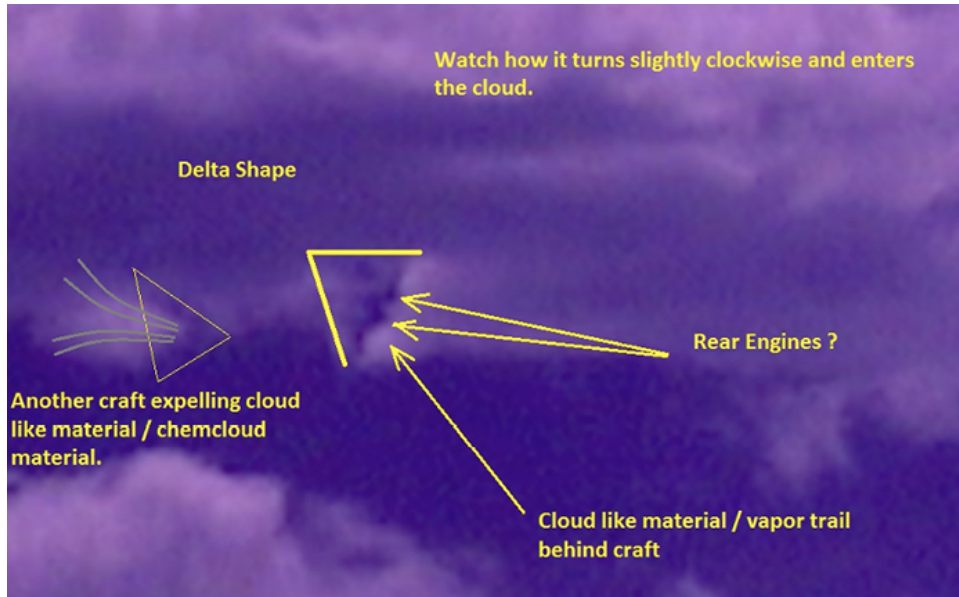 Watch how it turns slightly clockwise and enters
the cloud.
Delta Shape
Rear Engines ?
Another craft expelling cloud
like material / chemcloud
material.
Cloud like material / vapor trail
behind craft